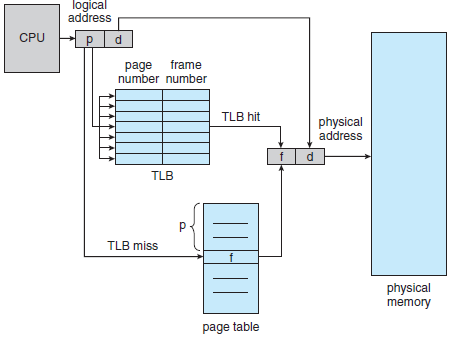 logical
address
CPU
p d
page frame
number number
TLB hit
physical
address
f d
TLB
p
TLB miss
f
physical
memory
page table